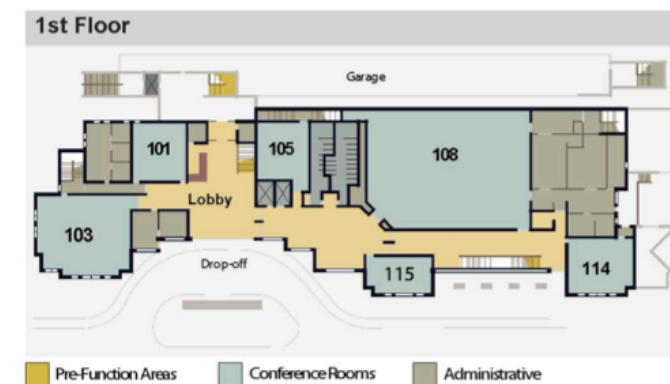 1st Floor
Garage
101
105
108
Lobby
103
Drop-off
115
114
Pre-Function Areas
Conference Rooms
Administrative